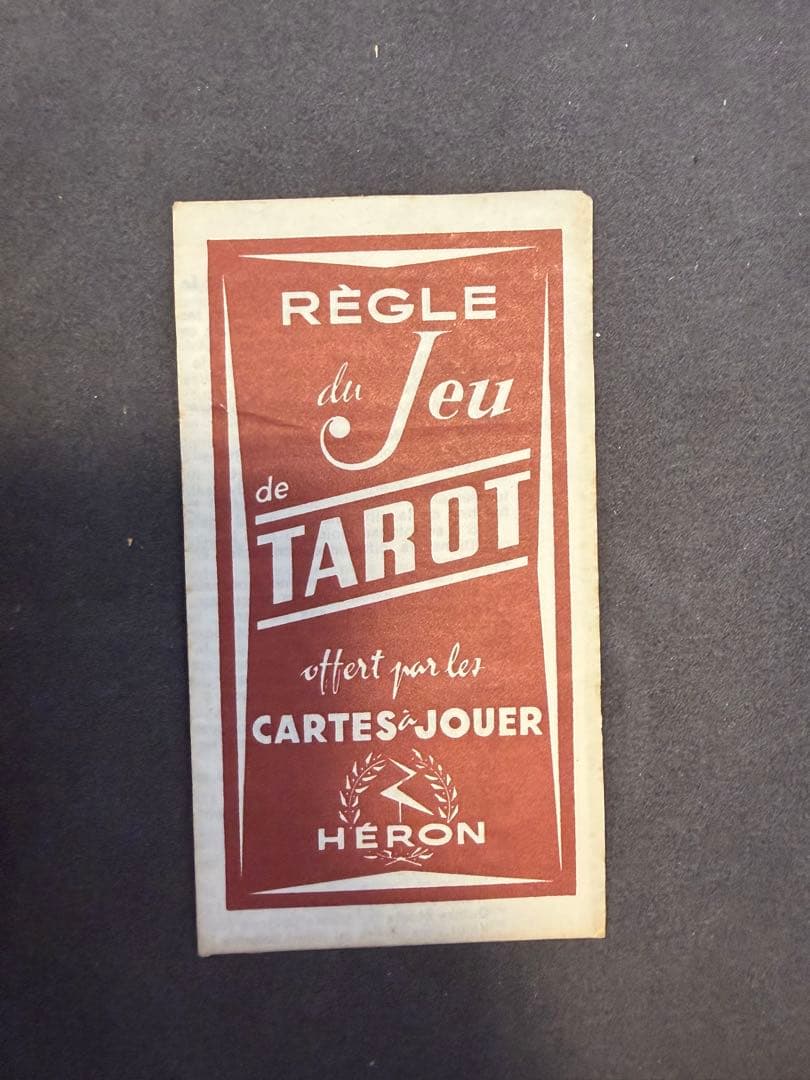 RÈGLE
du Jeu
de
TAROT
offert par les
CARTES à JOUER
HÉRON